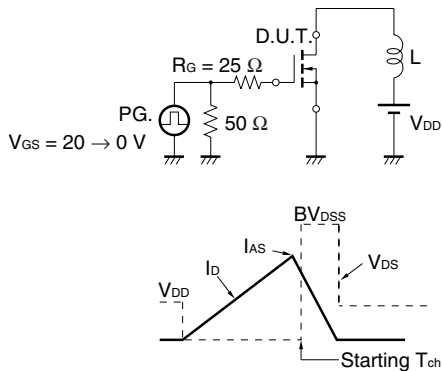 D.U.T.
L
RG = 25 Ω
PG.
50 Ω
VDD
VGS = 20 → 0 V
BVDSS
IAS
ID
VDS
VDD
Starting Tch